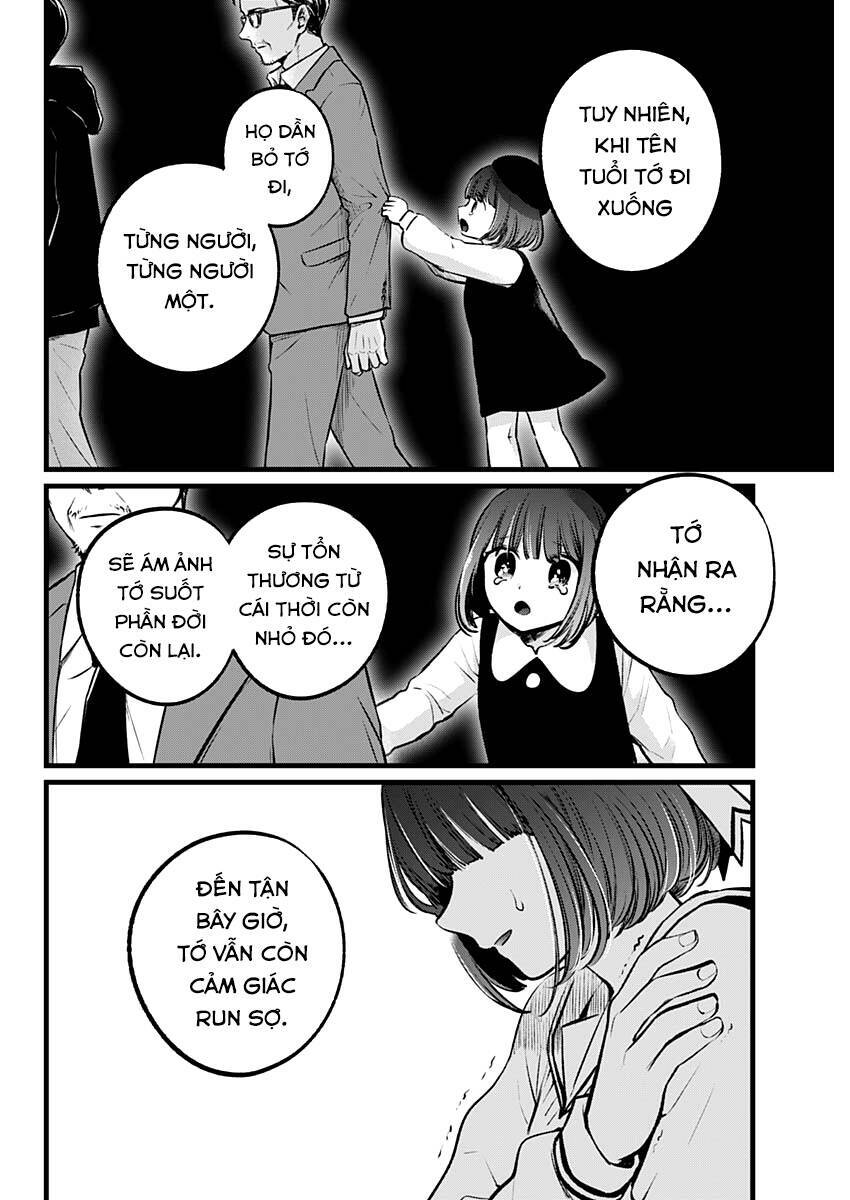 TUY NHIÊN,
KHI TÊN
TUỔI TỚ ĐI
XUỐNG
HỌ DẦN
BỎ TỚ
ĐI,
TỪNG NGƯỜI,
TỪNG NGƯỜI
MỘT.
TỚ
NHẬN RA
RẰNG...
SỰ TỔN
THƯƠNG TỪ
CÁI THỜI CÒN
NHỎ ĐÓ...
SẼ ÁM ẢNH
TỚ SUỐT
PHẦN ĐỜI
CÒN LẠI.
ĐẾN TẬN
BÂY GIỜ,
TỚ VẪN CÒN
CẢM GIÁC
RUN SỢ.